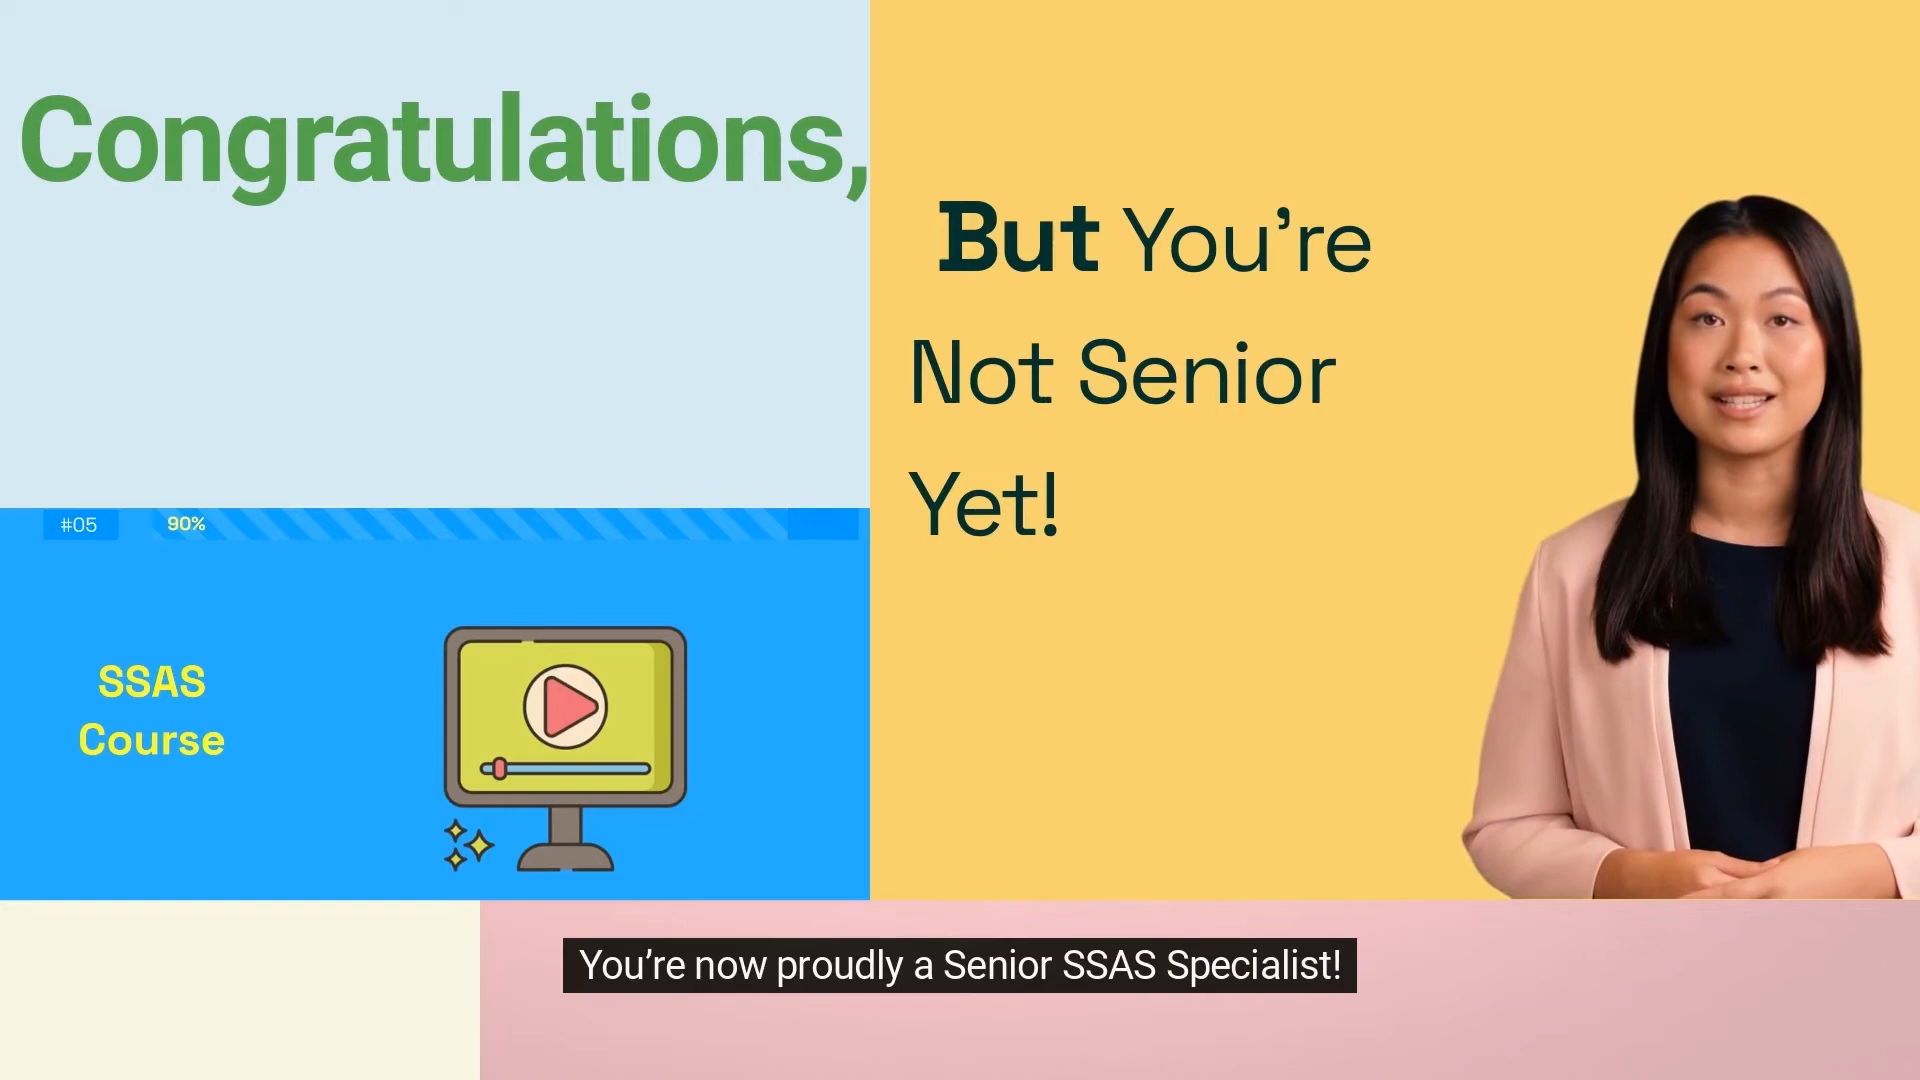 Congratulations,
But You’re
Not Senior
Yet!
#05
90%
SSAS
Course
You’re now proudly a Senior SSAS Specialist!